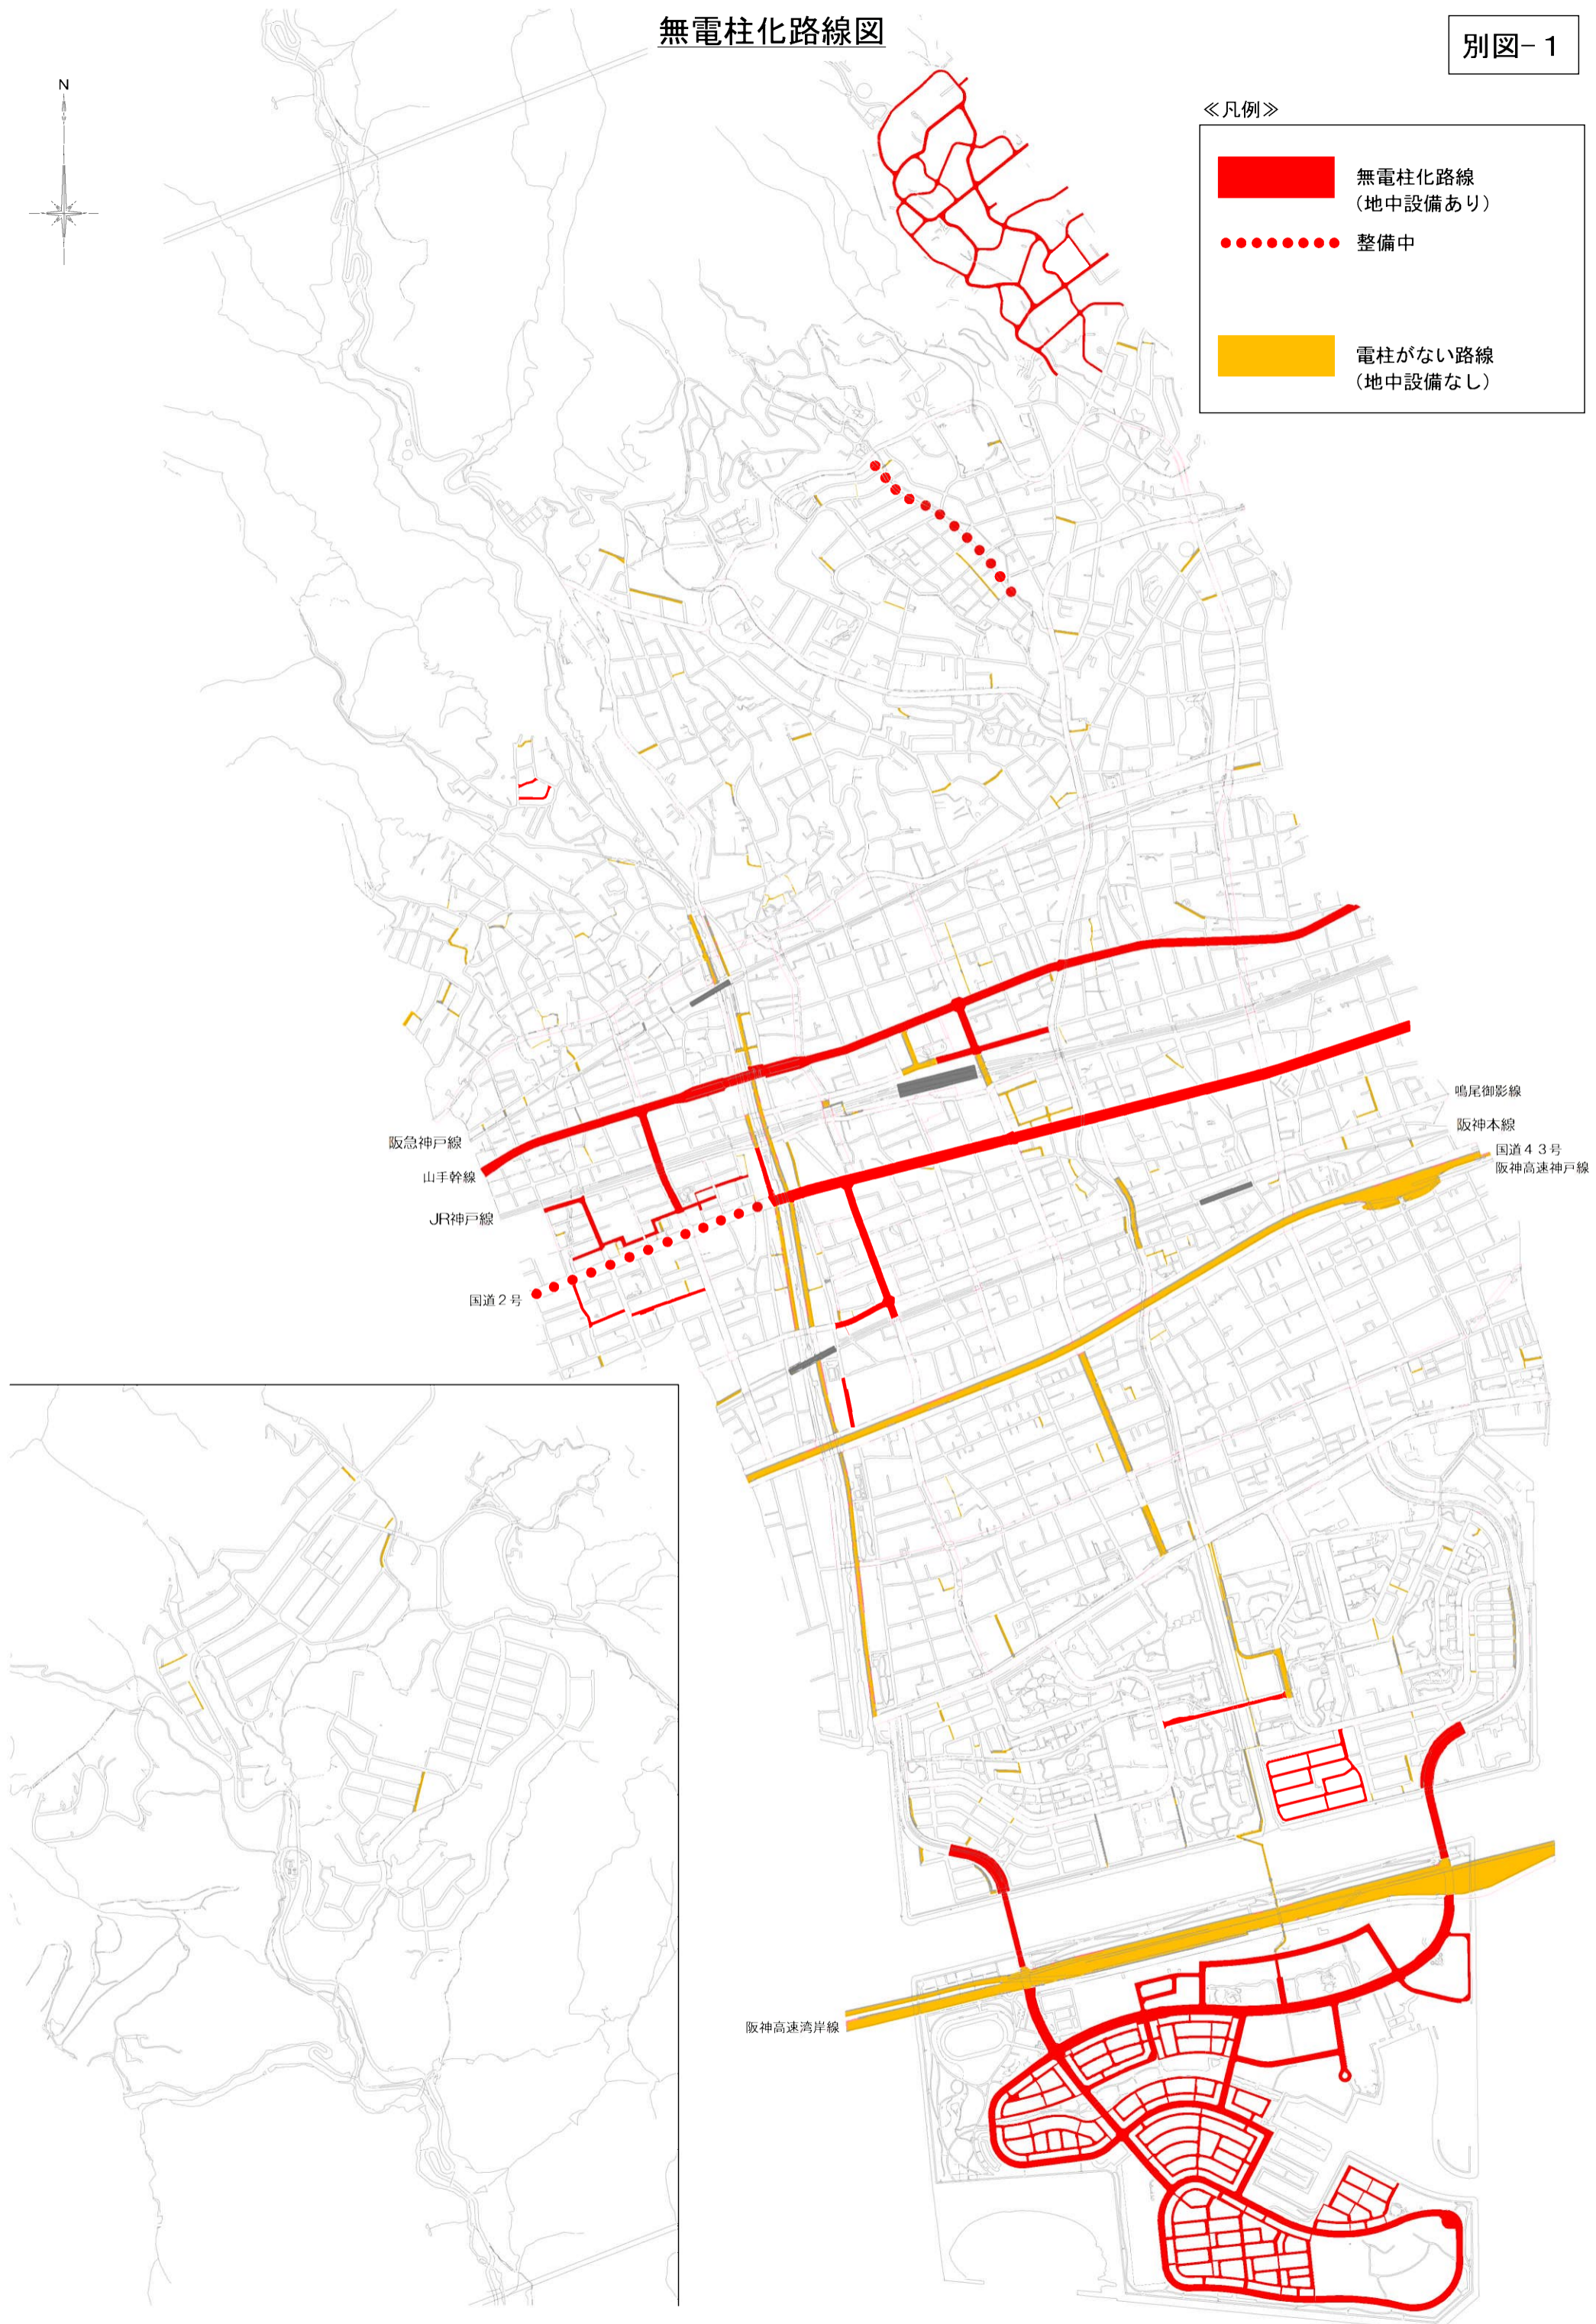 無電柱化路線図
別図-1
N
≪凡例≫
無電柱化路線
(地中設備あり)
整備中
電柱がない路線
(地中設備なし)
鳴尾御影線
阪神本線
国道43号
阪神高速神戸線
阪急神戸線
山手幹線
JR神戸線
国道2号
阪神高速湾岸線